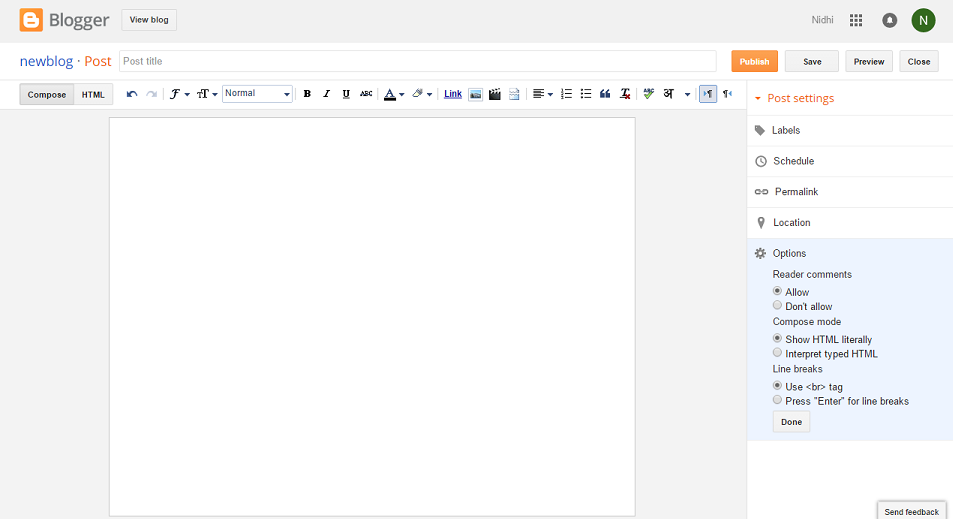 Blogger View blog Nidhi N
newblog · Post Post title Publish Save Preview Close
Compose HTML Normal B I U ABC A Link ABC अ
Post settings
Labels
Schedule
Permalink
Location
Options
Reader comments
Allow
Don't allow
Compose mode
Show HTML literally
Interpret typed HTML
Line breaks
Use <br> tag
Press "Enter" for line breaks
Done
Send feedback